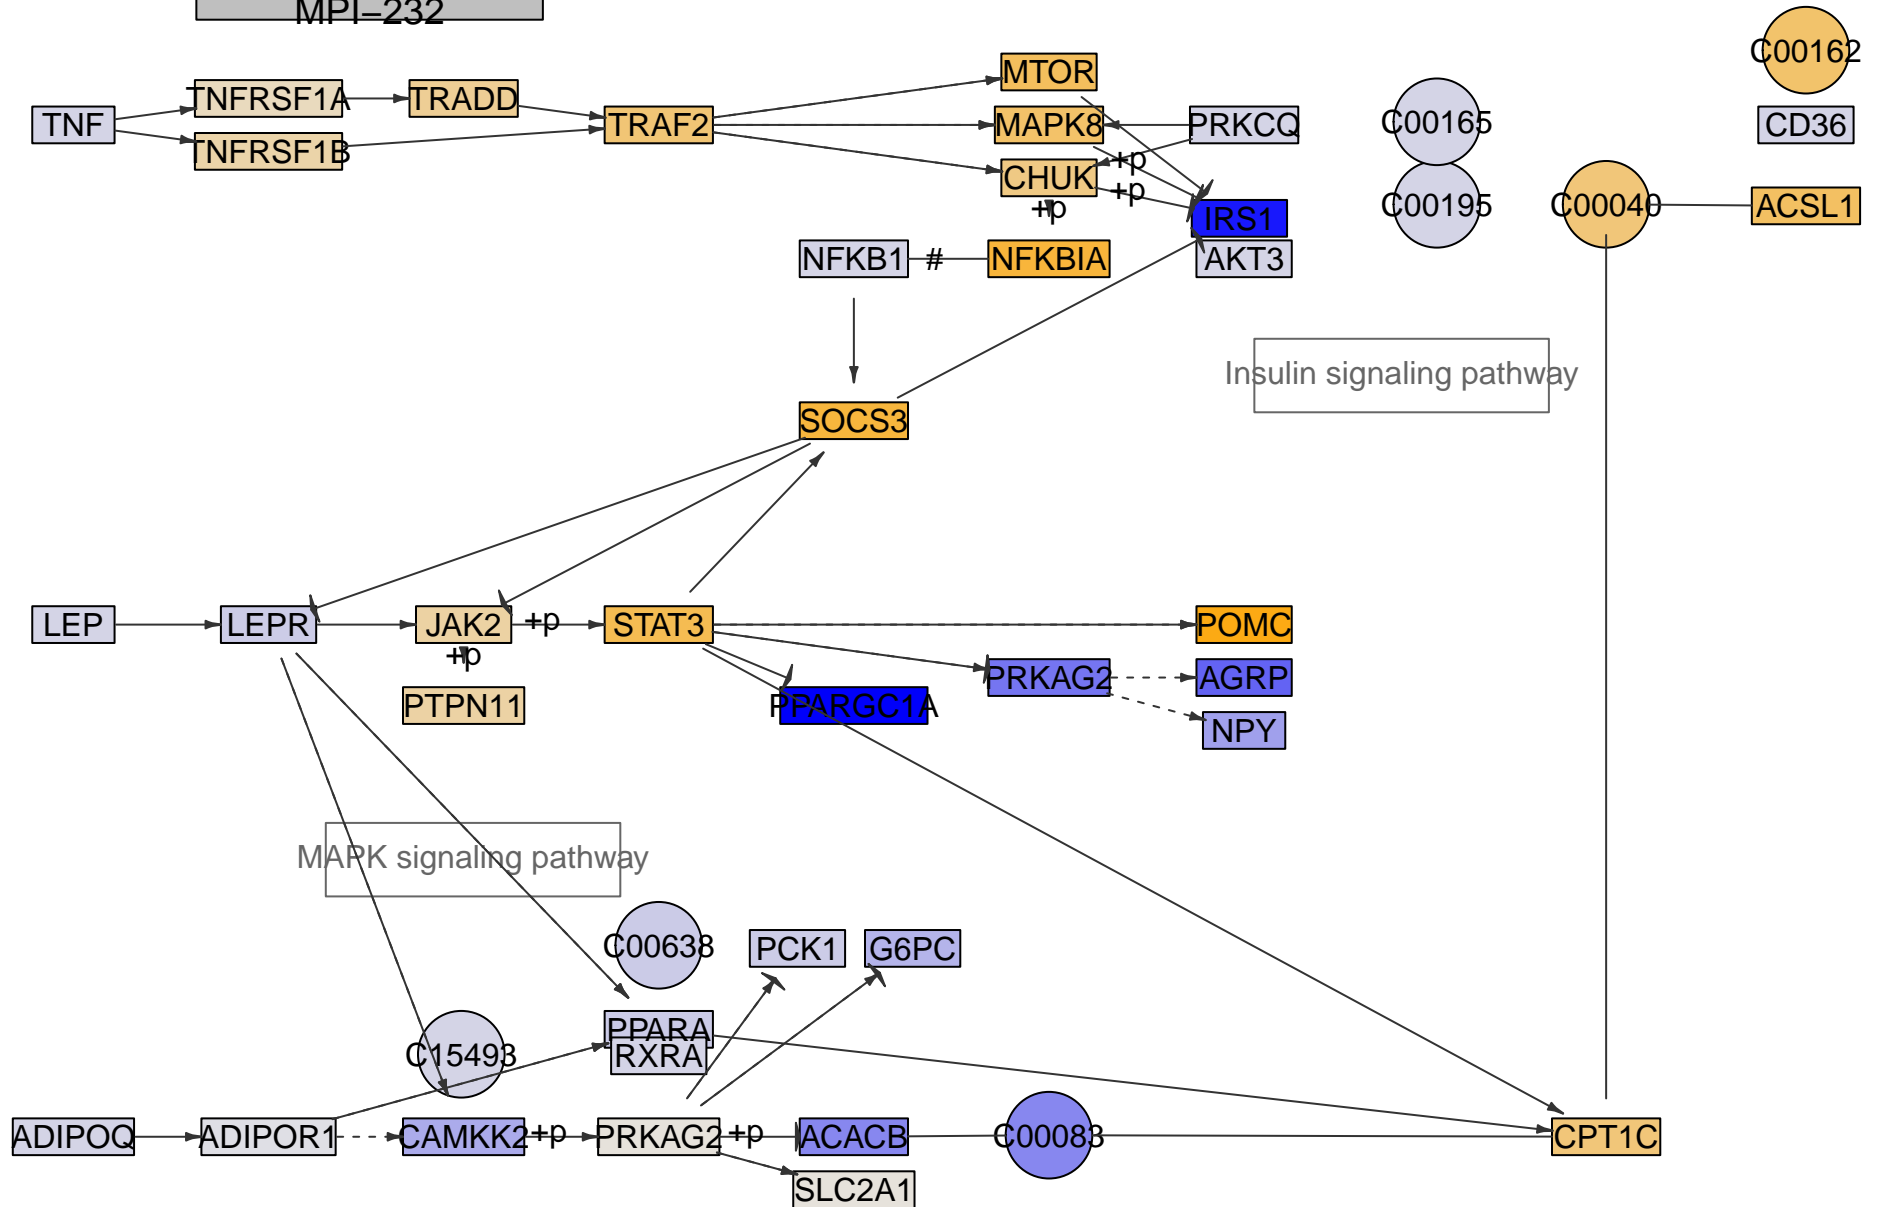 MPI–232
C00162
MTOR
TNFRSF1A
TRADD
TNF
TRAF2
MAPK8
PRKCQ
C00165
CD36
TNFRSF1B
+p
CHUK
+p
+p
IRS1
C00195
C00040
ACSL1
NFKB1
#
NFKBIA
AKT3
Insulin signaling pathway
SOCS3
LEP
LEPR
JAK2
+p
STAT3
POMC
+p
PRKAG2
AGRP
PTPN11
PPARGC1A
NPY
MAPK signaling pathway
C00638
PCK1
G6PC
PPARA
C15493
RXRA
ADIPOQ
ADIPOR1
CAMKK2
+p
PRKAG2
+p
ACACB
C00083
CPT1C
SLC2A1